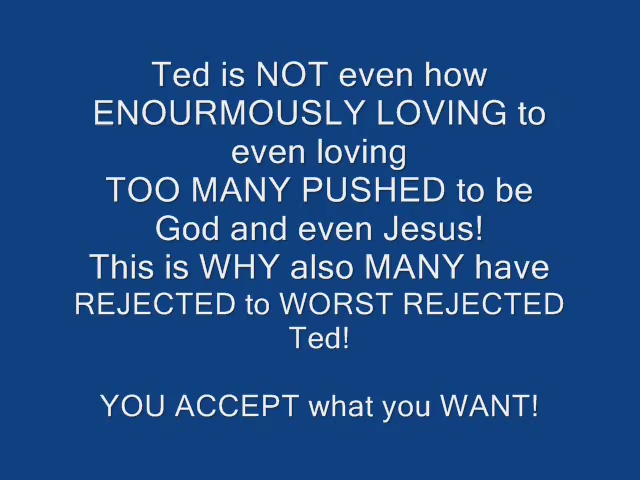 Ted is NOT even how
ENOURMOUSLY LOVING to
even loving
TOO MANY PUSHED to be
God and even Jesus!
This is WHY also MANY have
REJECTED to WORST REJECTED
Ted!
YOU ACCEPT what you WANT!